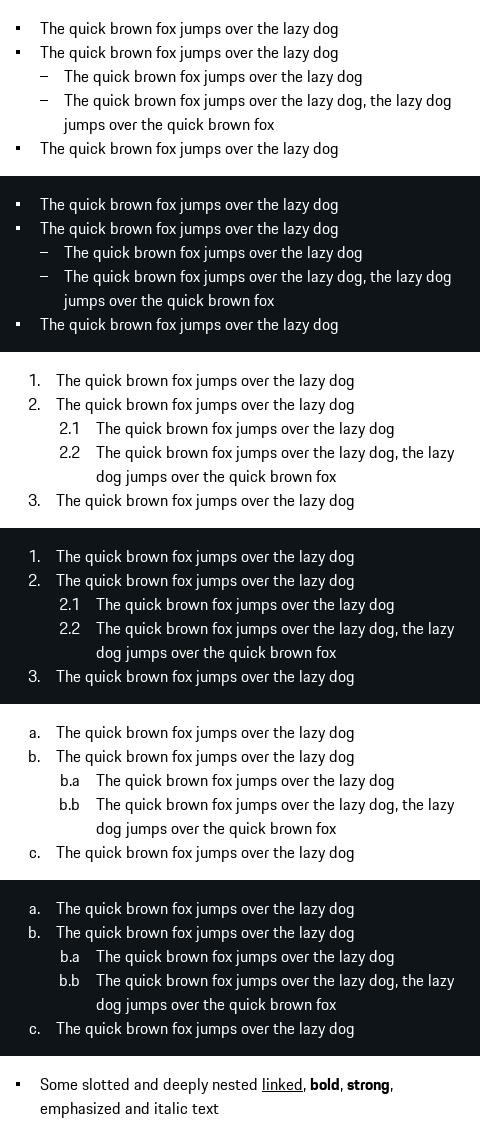 ▪ The quick brown fox jumps over the lazy dog
▪ The quick brown fox jumps over the lazy dog
– The quick brown fox jumps over the lazy dog
– The quick brown fox jumps over the lazy dog, the lazy dog
jumps over the quick brown fox
▪ The quick brown fox jumps over the lazy dog
▪ The quick brown fox jumps over the lazy dog
▪ The quick brown fox jumps over the lazy dog
– The quick brown fox jumps over the lazy dog
– The quick brown fox jumps over the lazy dog, the lazy dog
jumps over the quick brown fox
▪ The quick brown fox jumps over the lazy dog
1. The quick brown fox jumps over the lazy dog
2. The quick brown fox jumps over the lazy dog
2.1 The quick brown fox jumps over the lazy dog
2.2 The quick brown fox jumps over the lazy dog, the lazy
dog jumps over the quick brown fox
3. The quick brown fox jumps over the lazy dog
1. The quick brown fox jumps over the lazy dog
2. The quick brown fox jumps over the lazy dog
2.1 The quick brown fox jumps over the lazy dog
2.2 The quick brown fox jumps over the lazy dog, the lazy
dog jumps over the quick brown fox
3. The quick brown fox jumps over the lazy dog
a. The quick brown fox jumps over the lazy dog
b. The quick brown fox jumps over the lazy dog
b.a The quick brown fox jumps over the lazy dog
b.b The quick brown fox jumps over the lazy dog, the lazy
dog jumps over the quick brown fox
c. The quick brown fox jumps over the lazy dog
a. The quick brown fox jumps over the lazy dog
b. The quick brown fox jumps over the lazy dog
b.a The quick brown fox jumps over the lazy dog
b.b The quick brown fox jumps over the lazy dog, the lazy
dog jumps over the quick brown fox
c. The quick brown fox jumps over the lazy dog
▪ Some slotted and deeply nested linked, bold, strong,
emphasized and italic text